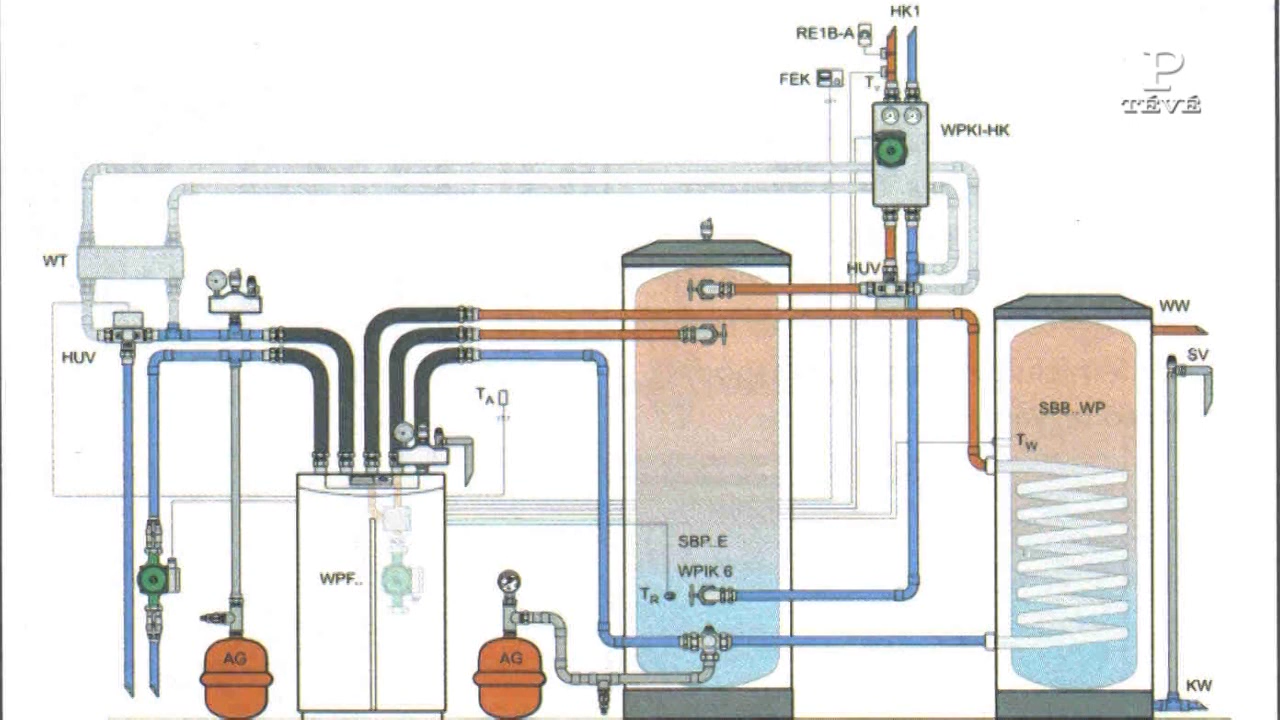 HK1
RE1B-A
FEK
Tv
P
TÉVÉ
WPKI-HK
WT
HUV
HUV
WW
SV
TA
SBB..WP
TW
SBP..E
WPIK 6
WPF..
TR
AG
AG
KW